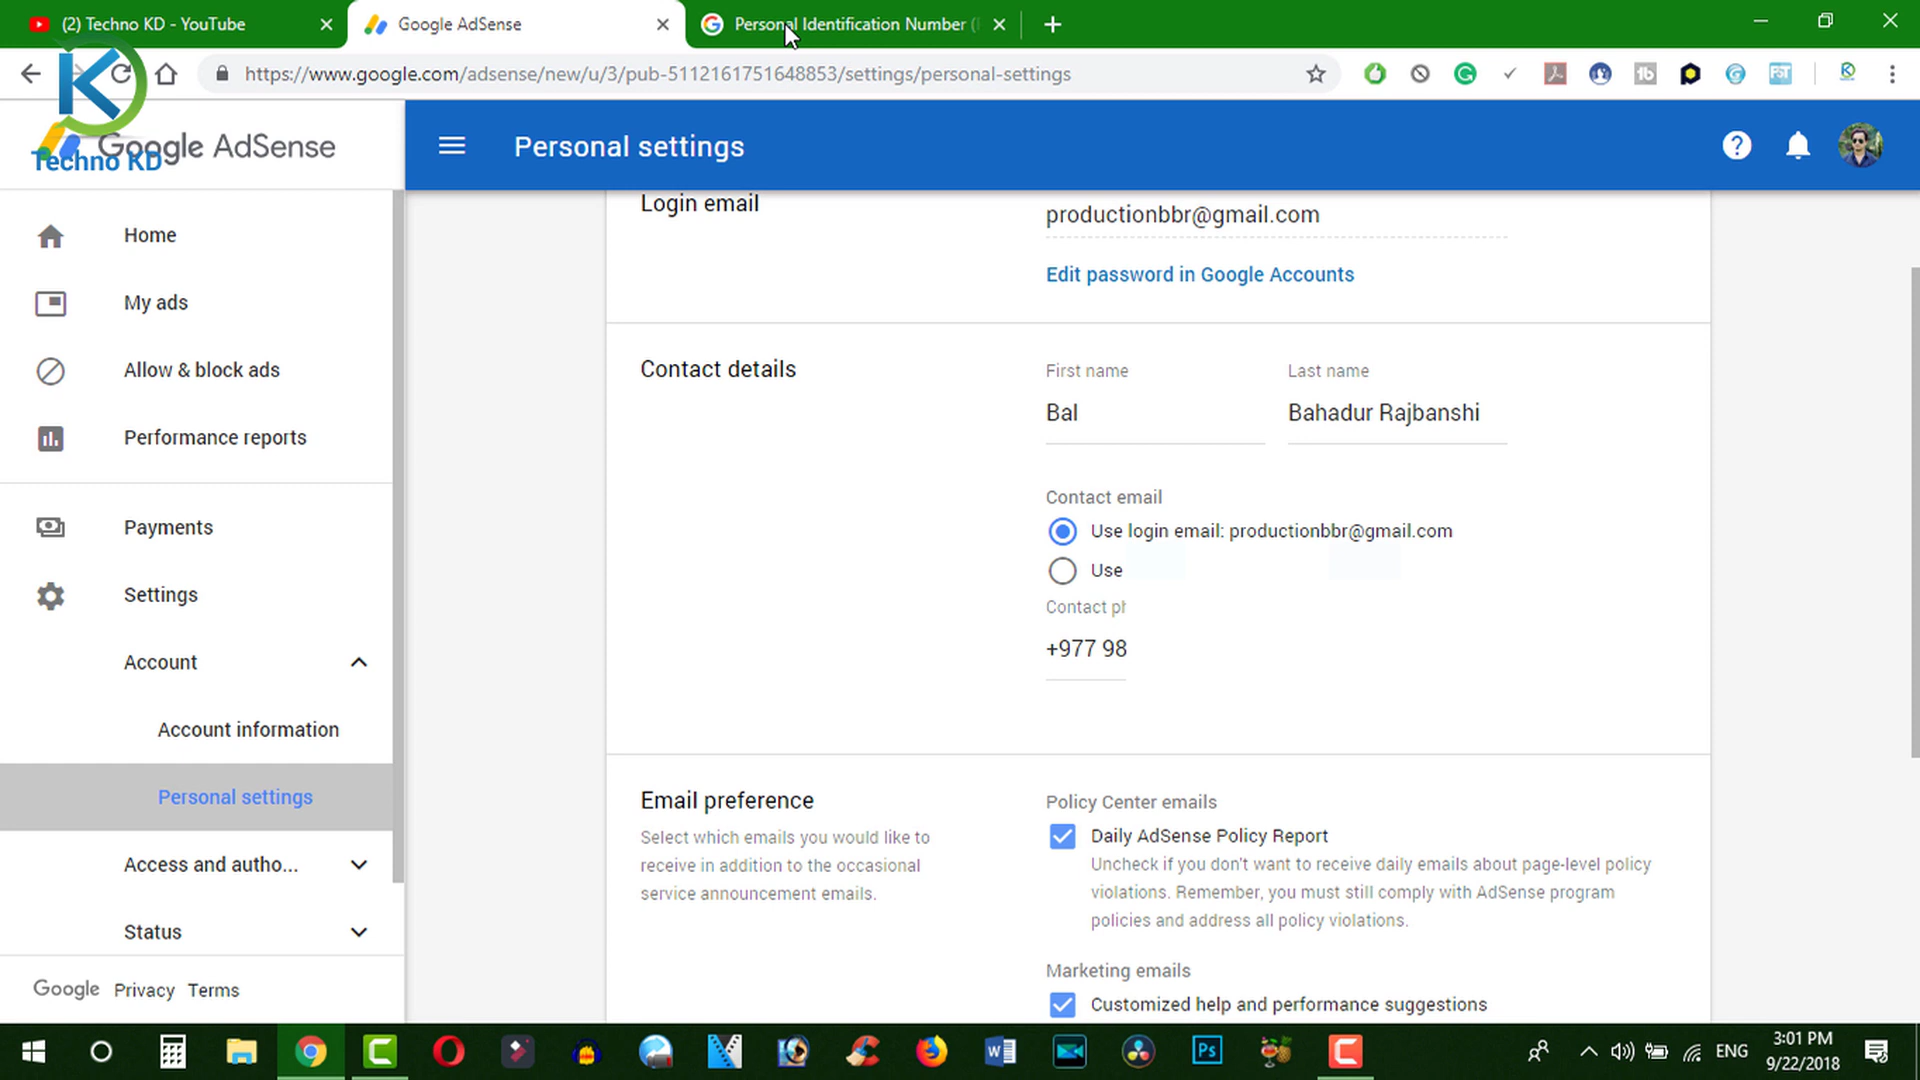 (2) Techno KD - YouTube
Google AdSense
Personal Identification Number (
https://www.google.com/adsense/new/u/3/pub-5112161751648853/settings/personal-settings
Google AdSense
Techno KD
Personal settings
Home
My ads
Allow & block ads
Performance reports
Payments
Settings
Account
Account information
Personal settings
Access and autho...
Status
Google Privacy Terms
Login email
productionbbr@gmail.com
Edit password in Google Accounts
Contact details
First name
Last name
Bal
Bahadur Rajbanshi
Contact email
Use login email: productionbbr@gmail.com
Use
Contact ph
+977 98
Email preference
Select which emails you would like to
receive in addition to the occasional
service announcement emails.
Policy Center emails
Daily AdSense Policy Report
Uncheck if you don't want to receive daily emails about page-level policy
violations. Remember, you must still comply with AdSense program
policies and address all policy violations.
Marketing emails
Customized help and performance suggestions
ENG
3:01 PM
9/22/2018